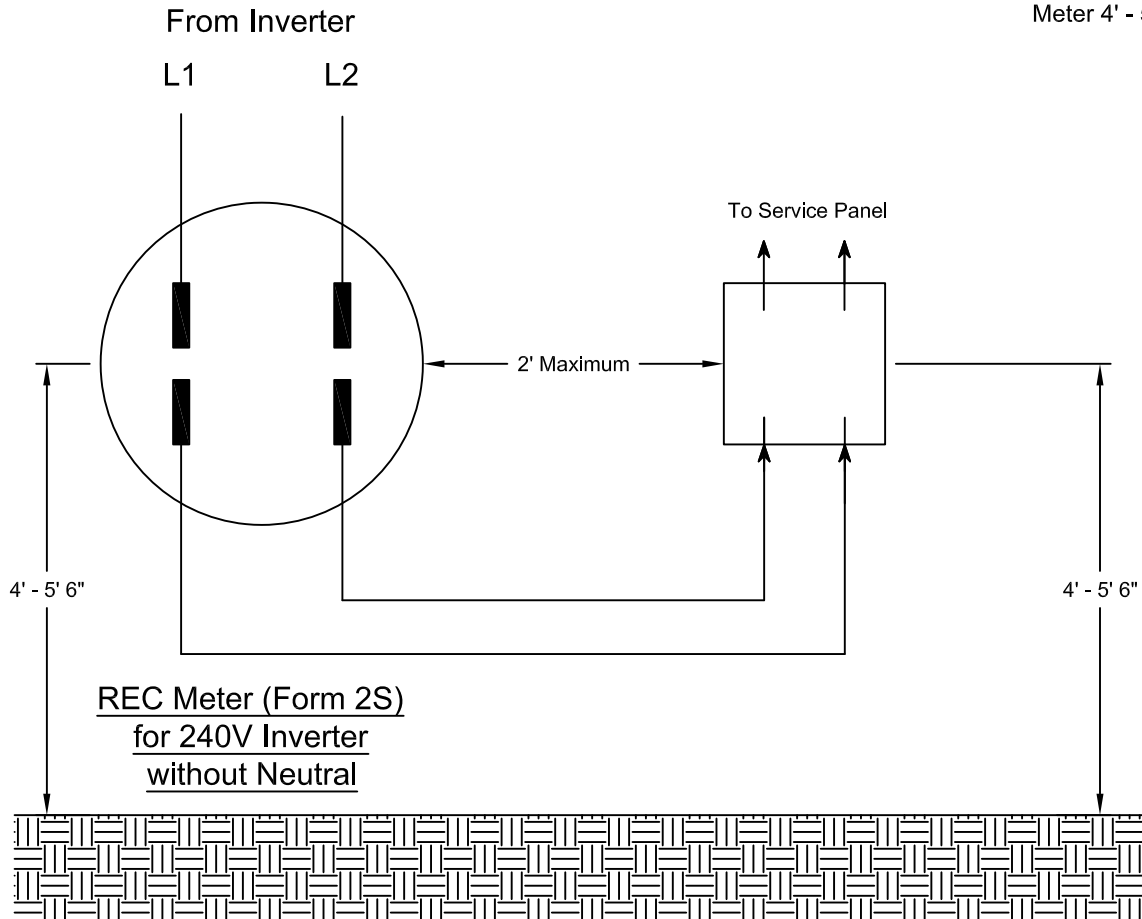 From Inverter
Meter 4' -
L1
L2
To Service Panel
2' Maximum
4' - 5' 6"
4' - 5' 6"
REC Meter (Form 2S)
for 240V Inverter
without Neutral